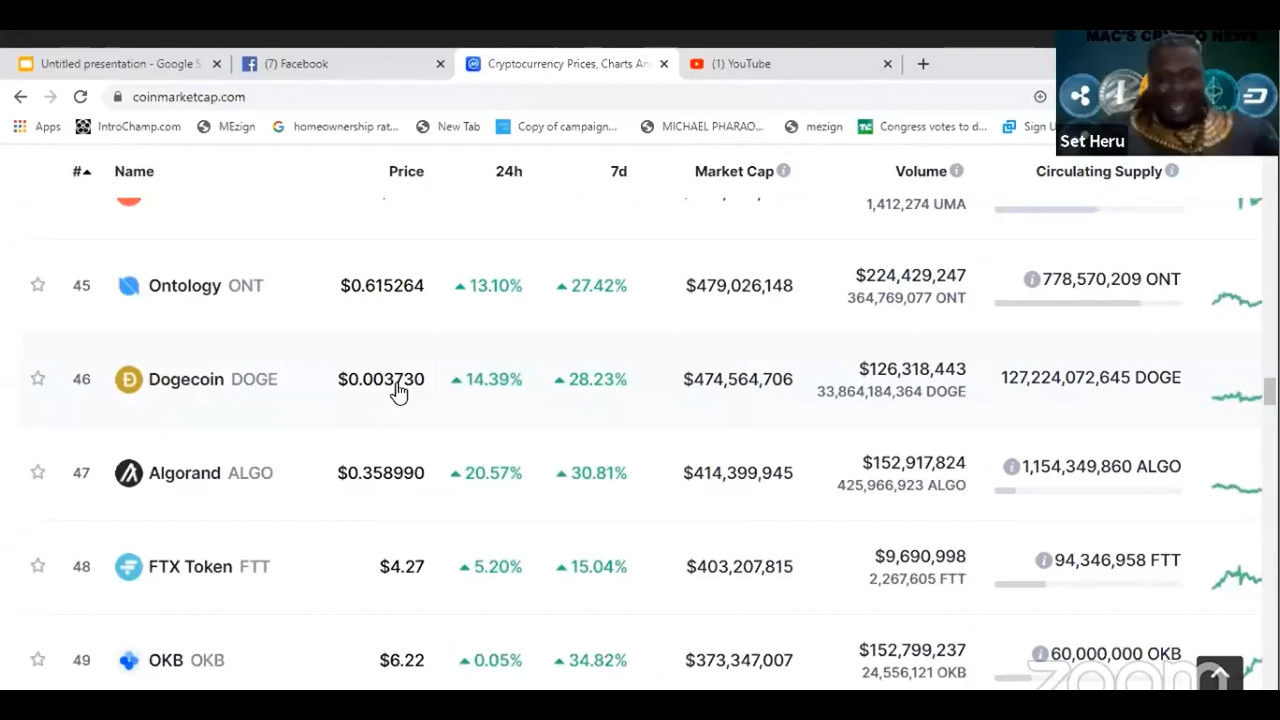 MAC'S CRYPTO NEWS
Untitled presentation - Google S
(7) Facebook
Cryptocurrency Prices, Charts An
(1) YouTube
coinmarketcap.com
Apps
IntroChamp.com
MEzign
homeownership rat...
New Tab
Copy of campaign...
MICHAEL PHARAO...
mezign
Congress votes to d...
Sign U
Set Heru
# Name Price 24h 7d Market Cap Volume Circulating Supply
1,412,274 UMA
45 Ontology ONT $0.615264 13.10% 27.42% $479,026,148 $224,429,247 778,570,209 ONT
364,769,077 ONT
46 Dogecoin DOGE $0.003730 14.39% 28.23% $474,564,706 $126,318,443 127,224,072,645 DOGE
33,864,184,364 DOGE
47 Algorand ALGO $0.358990 20.57% 30.81% $414,399,945 $152,917,824 1,154,349,860 ALGO
425,966,923 ALGO
48 FTX Token FTT $4.27 5.20% 15.04% $403,207,815 $9,690,998 94,346,958 FTT
2,267,605 FTT
49 OKB OKB $6.22 0.05% 34.82% $373,347,007 $152,799,237 60,000,000 OKB
24,556,121 OKB
zoom